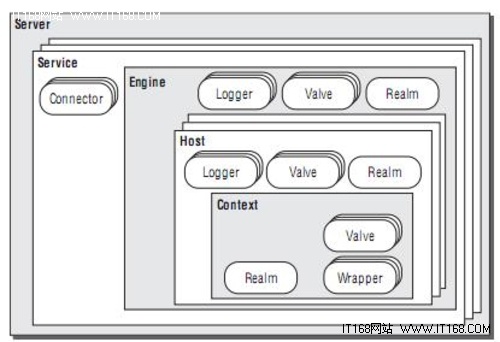 IT168网站 WWW.IT168.COM
Server
Service
Connector
Engine
Logger
Valve
Realm
Host
Logger
Valve
Realm
Context
Valve
Realm
Wrapper
IT168网站 WWW.IT168.COM